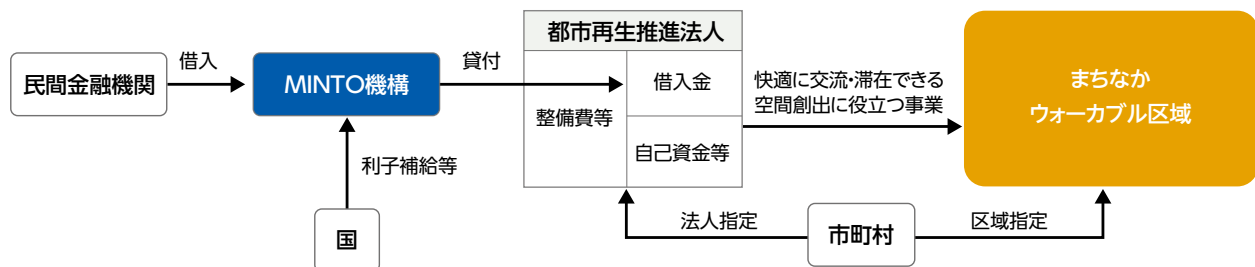 民間金融機関
借入
MINTO機構
利子補給等
国
貸付
都市再生推進法人
整備費等
借入金
自己資金等
快適に交流・滞在できる
空間創出に役立つ事業
まちなか
ウォーカブル区域
法人指定
市町村
区域指定